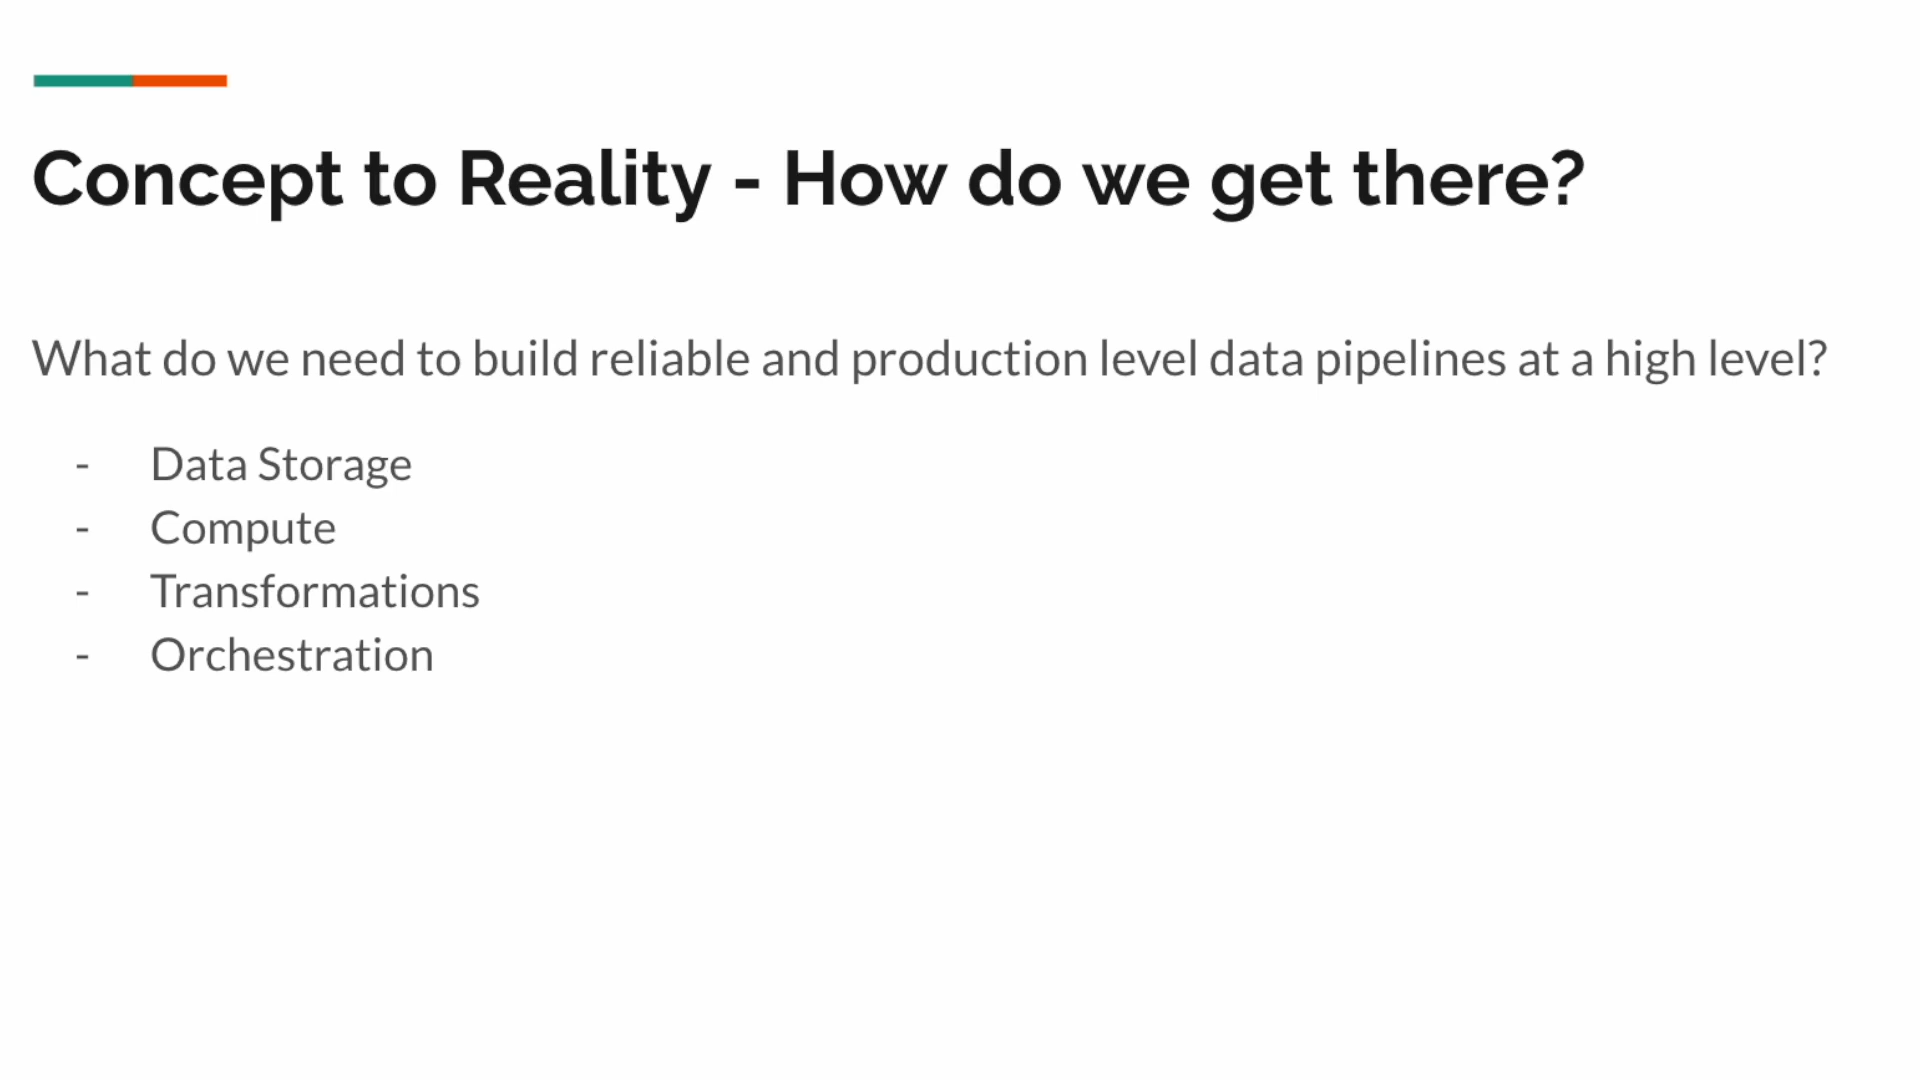 Concept to Reality - How do we get there?
What do we need to build reliable and production level data pipelines at a high level?
- Data Storage
- Compute
- Transformations
- Orchestration